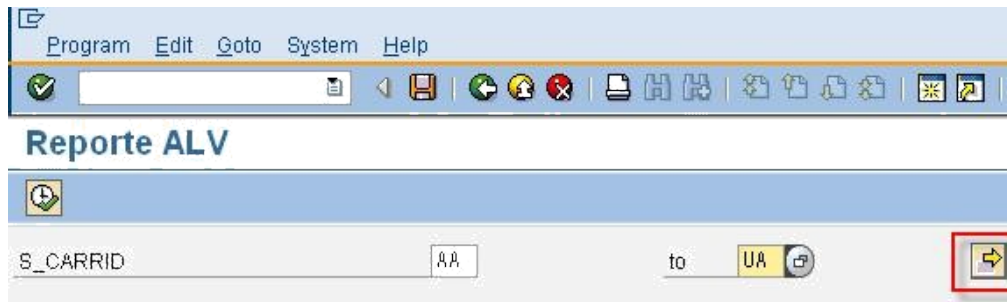 Program Edit Goto System Help
Reporte ALV
S_CARRID AA to UA